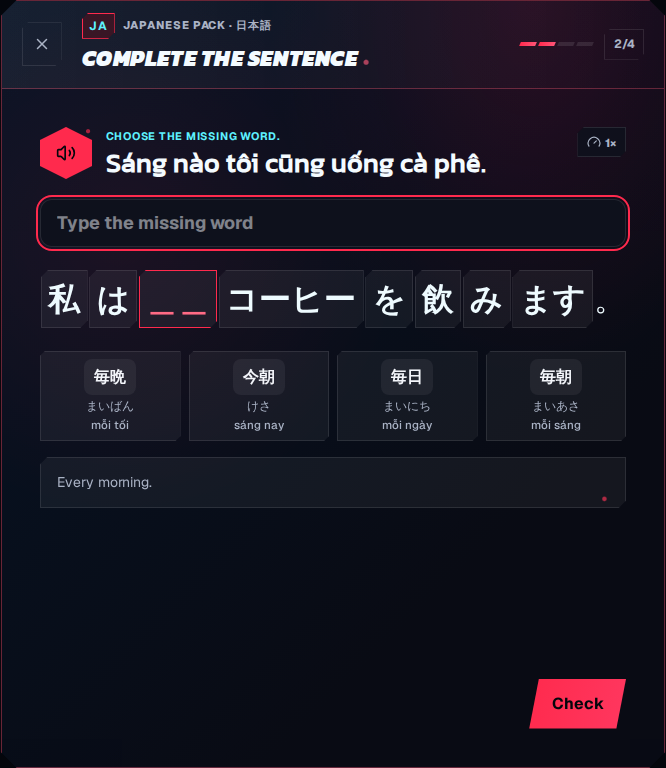 JA JAPANESE PACK · 日本語
COMPLETE THE SENTENCE
2/4
CHOOSE THE MISSING WORD.
Sáng nào tôi cũng uống cà phê.
1×
Type the missing word
私 は _ _ コーヒー を 飲 み ます 。
毎晩
まいばん
mỗi tối
今朝
けさ
sáng nay
毎日
まいにち
mỗi ngày
毎朝
まいあさ
mỗi sáng
Every morning.
Check